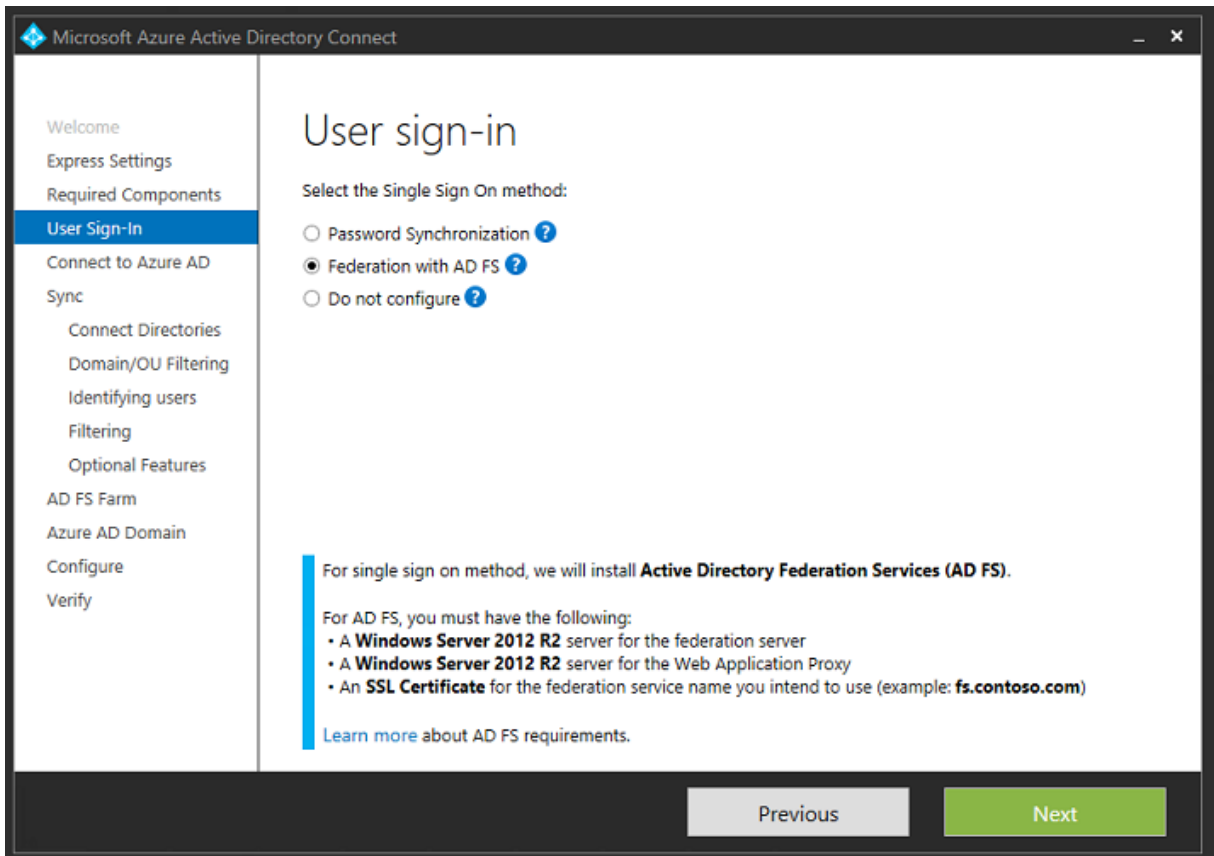 Microsoft Azure Active Directory Connect
Welcome
Express Settings
Required Components
User Sign-In
Connect to Azure AD
Sync
Connect Directories
Domain/OU Filtering
Identifying users
Filtering
Optional Features
AD FS Farm
Azure AD Domain
Configure
Verify
User sign-in
Select the Single Sign On method:
Password Synchronization ?
Federation with AD FS ?
Do not configure ?
For single sign on method, we will install Active Directory Federation Services (AD FS).
For AD FS, you must have the following:
• A Windows Server 2012 R2 server for the federation server
• A Windows Server 2012 R2 server for the Web Application Proxy
• An SSL Certificate for the federation service name you intend to use (example: fs.contoso.com)
Learn more about AD FS requirements.
Previous
Next